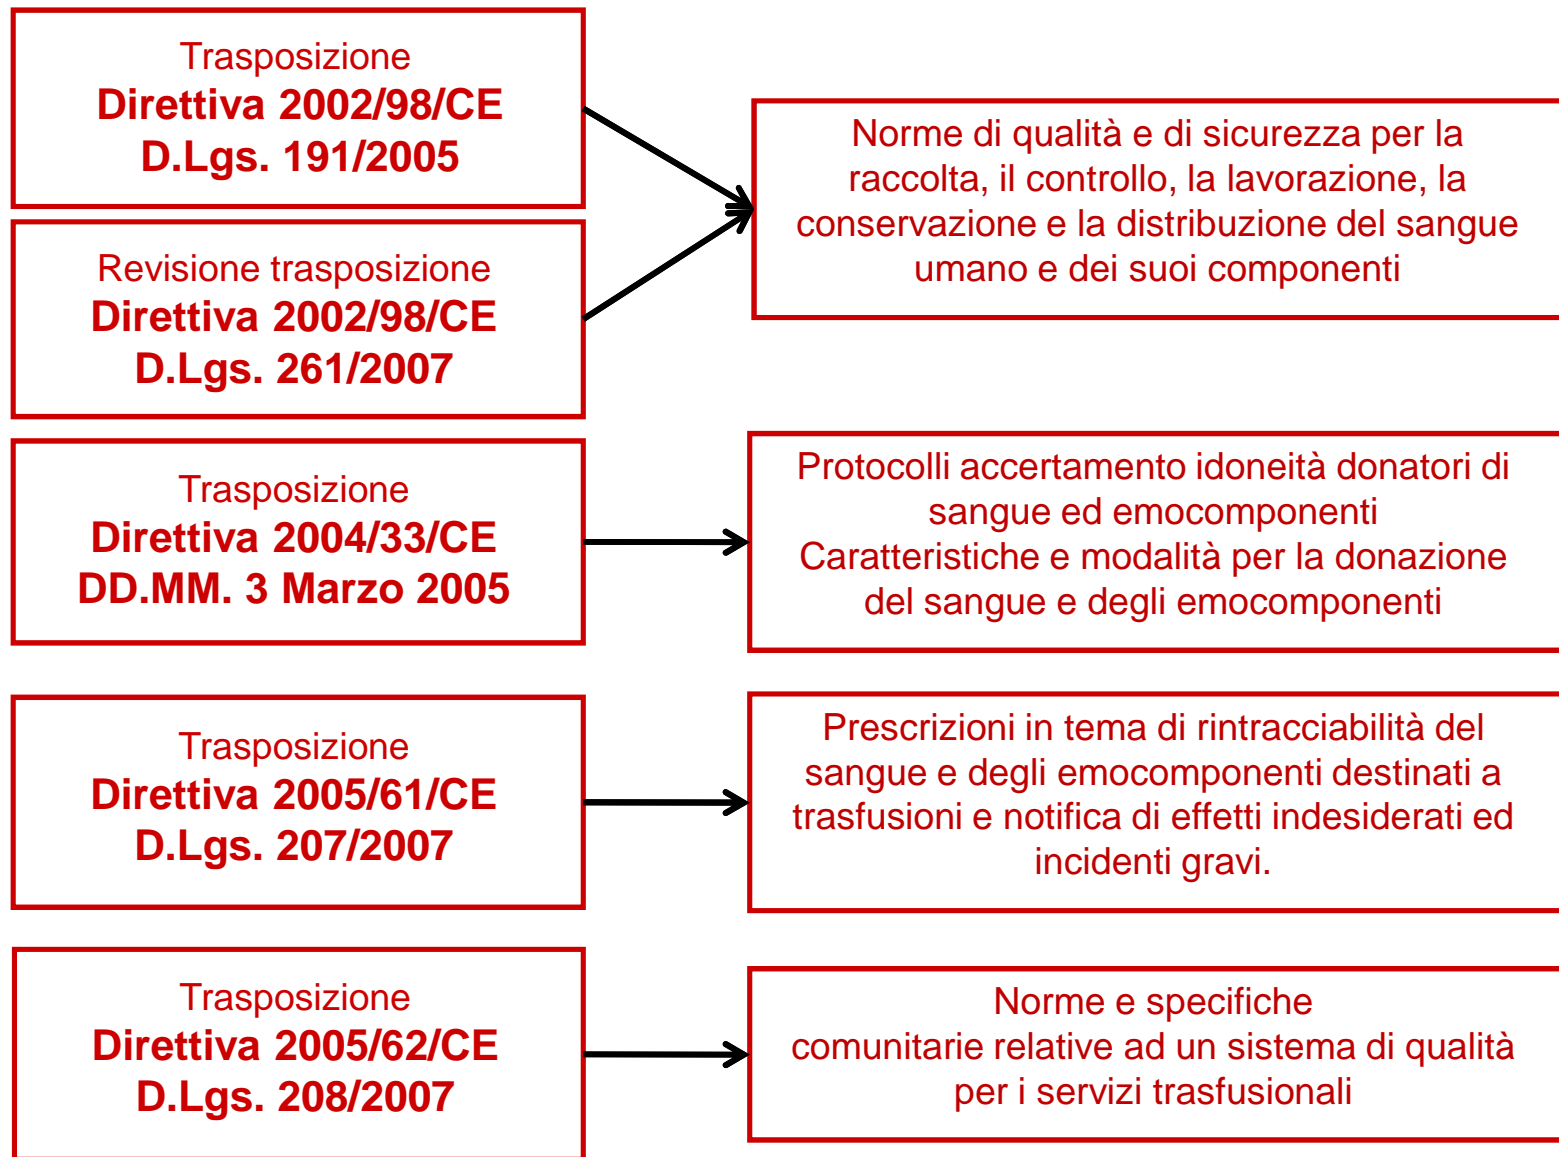 Trasposizione
Direttiva 2002/98/CE
D.Lgs. 191/2005
Norme di qualità e di sicurezza per la
raccolta, il controllo, la lavorazione, la
conservazione e la distribuzione del sangue
umano e dei suoi componenti
Revisione trasposizione
Direttiva 2002/98/CE
D.Lgs. 261/2007
Trasposizione
Direttiva 2004/33/CE
DD.MM. 3 Marzo 2005
Protocolli accertamento idoneità donatori di
sangue ed emocomponenti
Caratteristiche e modalità per la donazione
del sangue e degli emocomponenti
Trasposizione
Direttiva 2005/61/CE
D.Lgs. 207/2007
Prescrizioni in tema di rintracciabilità del
sangue e degli emocomponenti destinati a
trasfusioni e notifica di effetti indesiderati ed
incidenti gravi.
Trasposizione
Direttiva 2005/62/CE
D.Lgs. 208/2007
Norme e specifiche
comunitarie relative ad un sistema di qualità
per i servizi trasfusionali